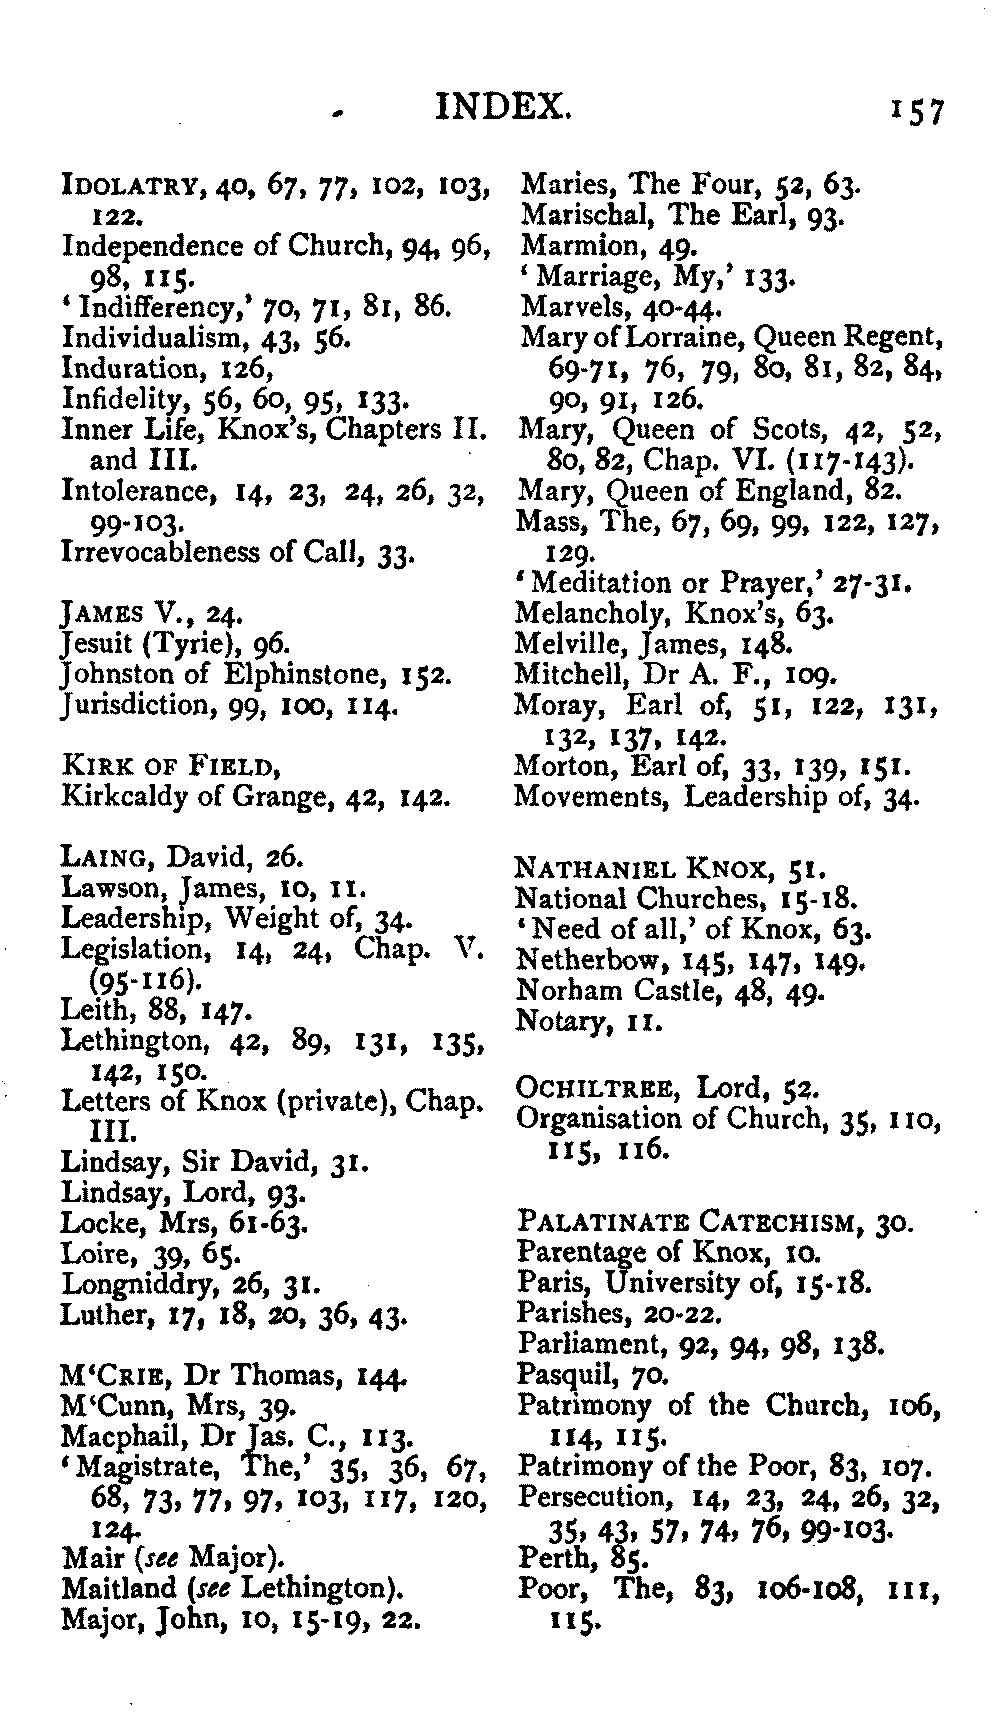 INDEX. 157
IDOLATRY, 40, 67, 77, 102, 103,
122.
Independence of Church, 94, 96,
98, 115.
‘Indifferency,’ 70, 71, 81, 86.
Individualism, 43, 56.
Induration, 126,
Infidelity, 56, 60, 95, 133.
Inner Life, Knox’s, Chapters II.
and III.
Intolerance, 14, 23, 24, 26, 32,
99-103.
Irrevocableness of Call, 33.
JAMES V., 24.
Jesuit (Tyrie), 96.
Johnston of Elphinstone, 152.
Jurisdiction, 99, 100, 114.
KIRK OF FIELD,
Kirkcaldy of Grange, 42, 142.
LAING, David, 26.
Lawson, James, 10, 11.
Leadership, Weight of, 34.
Legislation, 14, 24, Chap. V.
(95-116).
Leith, 88, 147.
Lethington, 42, 89, 131, 135,
142, 150.
Letters of Knox (private), Chap.
III.
Lindsay, Sir David, 31.
Lindsay, Lord, 93.
Locke, Mrs, 61-63.
Loire, 39, 65.
Longniddry, 26, 31.
Luther, 17, 18, 20, 36, 43.
M‘CRIE, Dr Thomas, 144.
M‘Cunn, Mrs, 39.
Macphail, Dr Jas. C., 113.
‘Magistrate, The,’ 35, 36, 67,
68, 73, 77, 97, 103, 117, 120,
124.
Mair (see Major).
Maitland (see Lethington).
Major, John, 10, 15-19, 22.
Maries, The Four, 52, 63.
Marischal, The Earl, 93.
Marmion, 49.
‘Marriage, My,’ 133.
Marvels, 40-44.
Mary of Lorraine, Queen Regent,
69-71, 76, 79, 80, 81, 82, 84,
90, 91, 126.
Mary, Queen of Scots, 42, 52,
80, 82, Chap. VI. (117-143).
Mary, Queen of England, 82.
Mass, The, 67, 69, 99, 122, 127,
129.
‘Meditation or Prayer,’ 27-31.
Melancholy, Knox’s, 63.
Melville, James, 148.
Mitchell, Dr A. F., 109.
Moray, Earl of, 51, 122, 131,
132, 137, 142.
Morton, Earl of, 33, 139, 151.
Movements, Leadership of, 34.
NATHANIEL KNOX, 51.
National Churches, 15-18.
‘Need of all,’ of Knox, 63.
Netherbow, 145, 147, 149.
Norham Castle, 48, 49.
Notary, 11.
OCHILTREE, Lord, 52.
Organisation of Church, 35, 110,
115, 116.
PALATINATE CATECHISM, 30.
Parentage of Knox, 10.
Paris, University of, 15-18.
Parishes, 20-22.
Parliament, 92, 94, 98, 138.
Pasquil, 70.
Patrimony of the Church, 106,
114, 115.
Patrimony of the Poor, 83, 107.
Persecution, 14, 23, 24, 26, 32,
35, 43, 57, 74, 76, 99-103.
Perth, 85.
Poor, The, 83, 106-108, 111,
115.